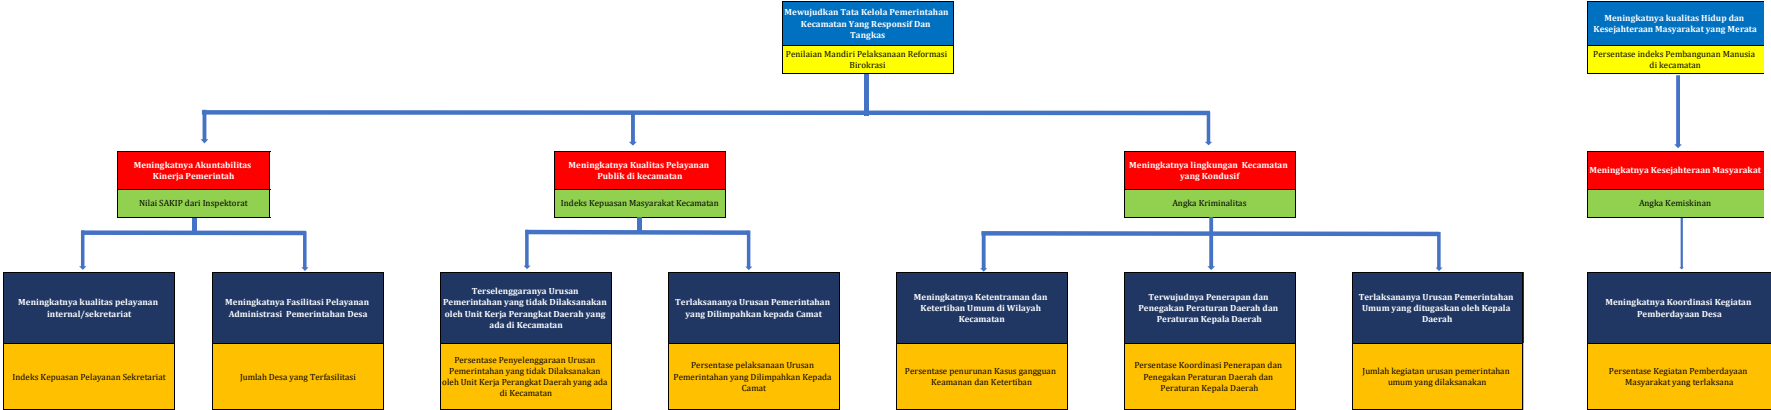 Mewujudkan Tata Kelola Pemerintahan
Kecamatan Yang Responsif Dan
Tangkas
Penilaian Mandiri Pelaksanaan Reformasi
Birokrasi
Meningkatnya kualitas Hidup dan
Kesejahteraan Masyarakat yang Merata
Persentase indeks Pembangunan Manusia
di kecamatan
Meningkatnya Akuntabilitas
Kinerja Pemerintah
Nilai SAKIP dari Inspektorat
Meningkatnya Kualitas Pelayanan
Publik di kecamatan
Indeks Kepuasan Masyarakat Kecamatan
Meningkatnya lingkungan Kecamatan
yang Kondusif
Angka Kriminalitas
Meningkatnya Kesejahteraan Masyarakat
Angka Kemiskinan
Meningkatnya kualitas pelayanan
internal/sekretariat
Indeks Kepuasan Pelayanan Sekretariat
Meningkatnya Fasilitasi Pelayanan
Administrasi Pemerintahan Desa
Jumlah Desa yang Terfasilitasi
Terselenggaranya Urusan
Pemerintahan yang tidak Dilaksanakan
oleh Unit Kerja Perangkat Daerah yang
ada di Kecamatan
Persentase Penyelenggaraan Urusan
Pemerintahan yang tidak Dilaksanakan
oleh Unit Kerja Perangkat Daerah yang ada
di Kecamatan
Terlaksananya Urusan Pemerintahan
yang Dilimpahkan kepada Camat
Persentase pelaksanaan Urusan
Pemerintahan yang Dilimpahkan Kepada
Camat
Meningkatnya Ketentraman dan
Ketertiban Umum di Wilayah
Kecamatan
Persentase penurunan Kasus gangguan
Keamanan dan Ketertiban
Terwujudnya Penerapan dan
Penegakan Peraturan Daerah dan
Peraturan Kepala Daerah
Persentase Koordinasi Penerapan dan
Penegakan Peraturan Daerah dan
Peraturan Kepala Daerah
Terlaksananya Urusan Pemerintahan
Umum yang ditugaskan oleh Kepala
Daerah
Jumlah kegiatan urusan pemerintahan
umum yang dilaksanakan
Meningkatnya Koordinasi Kegiatan
Pemberdayaan Desa
Persentase Kegiatan Pemberdayaan
Masyarakat yang terlaksana